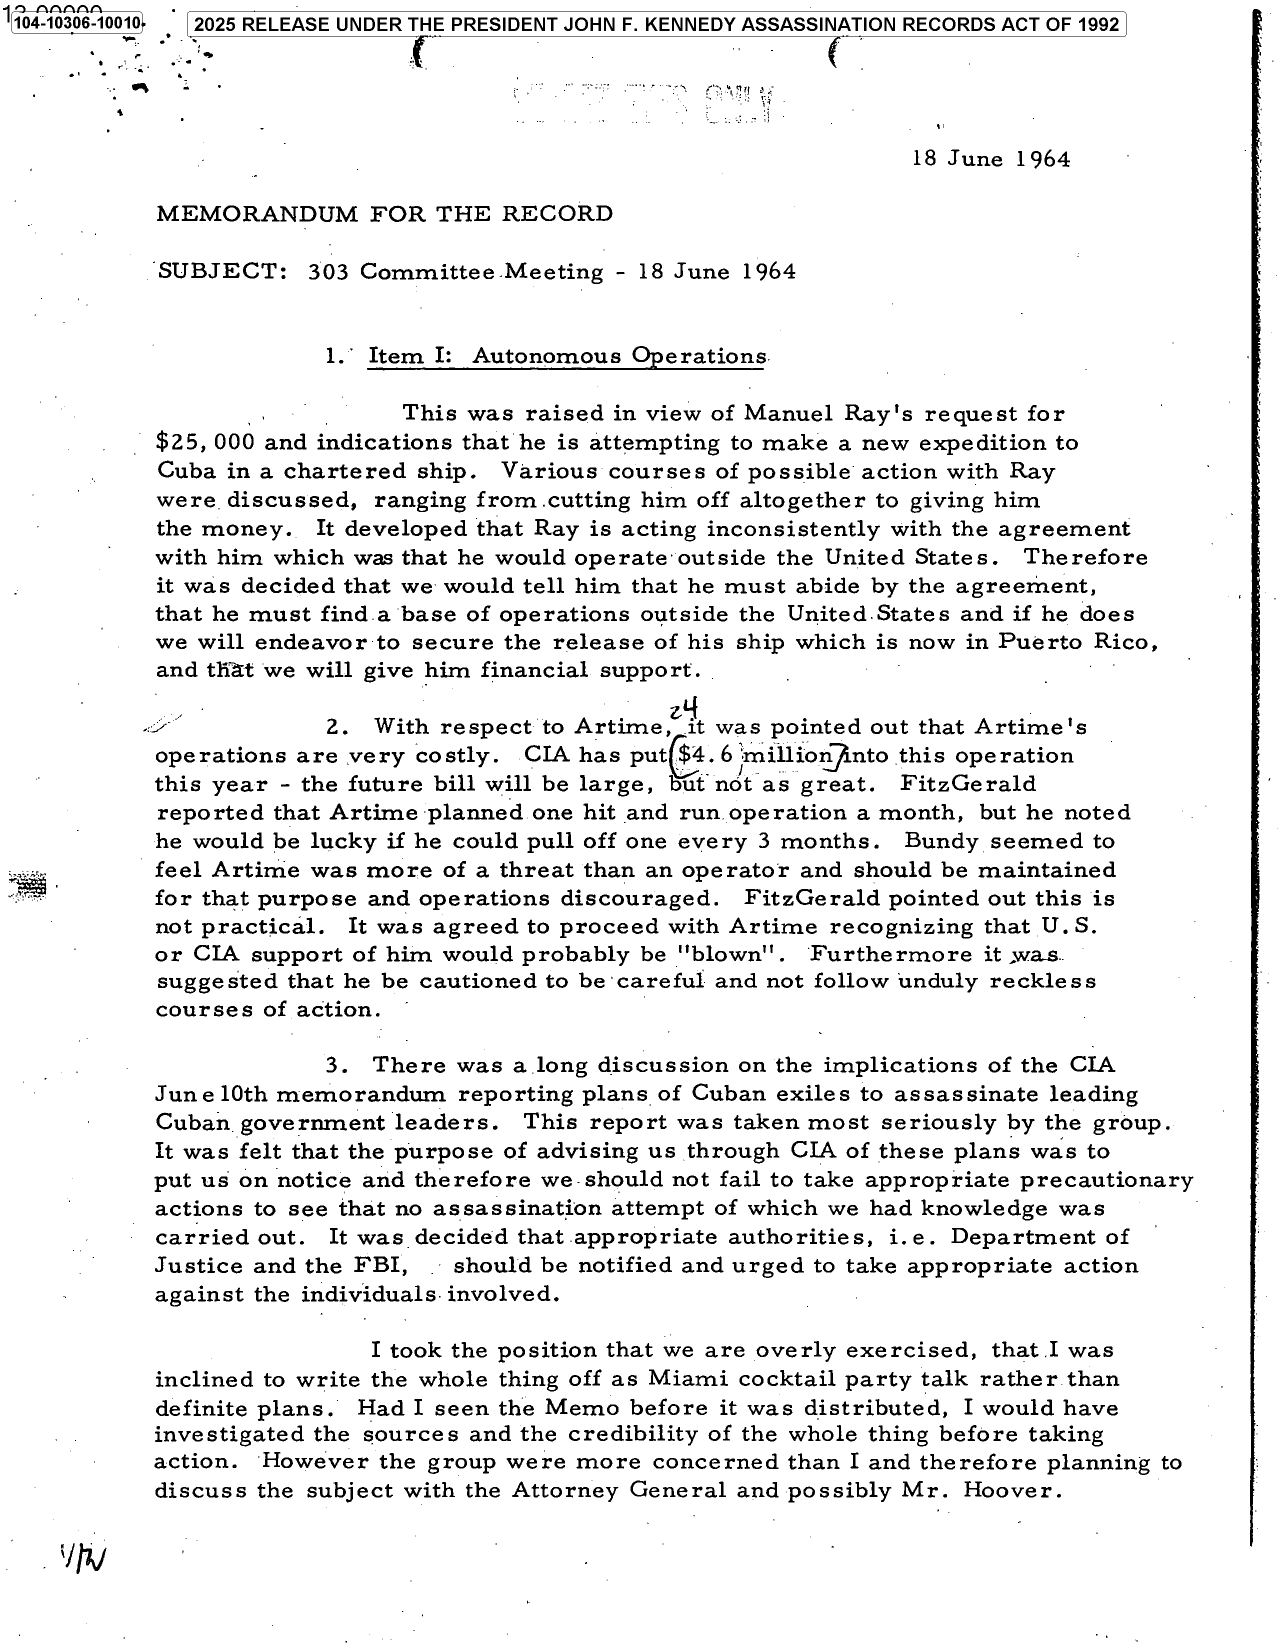 104-10306-10010
2025 RELEASE UNDER THE PRESIDENT JOHN F. KENNEDY ASSASSINATION RECORDS ACT OF 1992
ONLY
18 June 1964
MEMORANDUM FOR THE RECORD
SUBJECT: 303 Committee Meeting - 18 June 1964
1. Item I: Autonomous Operations
This was raised in view of Manuel Ray's request for
$25,000 and indications that he is attempting to make a new expedition to
Cuba in a chartered ship. Various courses of possible action with Ray
were discussed, ranging from cutting him off altogether to giving him
the money. It developed that Ray is acting inconsistently with the agreement
with him which was that he would operate outside the United States. Therefore
it was decided that we would tell him that he must abide by the agreement,
that he must find a base of operations outside the United States and if he does
we will endeavor to secure the release of his ship which is now in Puerto Rico,
and that we will give him financial support.
24
2. With respect to Artime, it was pointed out that Artime's
operations are very costly. CIA has put $4.6 million into this operation
this year - the future bill will be large, but not as great. FitzGerald
reported that Artime planned one hit and run operation a month, but he noted
he would be lucky if he could pull off one every 3 months. Bundy seemed to
feel Artime was more of a threat than an operator and should be maintained
for that purpose and operations discouraged. FitzGerald pointed out this is
not practical. It was agreed to proceed with Artime recognizing that U.S.
or CIA support of him would probably be "blown". Furthermore it was
suggested that he be cautioned to be careful and not follow unduly reckless
courses of action.
3. There was a long discussion on the implications of the CIA
June 10th memorandum reporting plans of Cuban exiles to assassinate leading
Cuban government leaders. This report was taken most seriously by the group.
It was felt that the purpose of advising us through CIA of these plans was to
put us on notice and therefore we should not fail to take appropriate precautionary
actions to see that no assassination attempt of which we had knowledge was
carried out. It was decided that appropriate authorities, i.e. Department of
Justice and the FBI, should be notified and urged to take appropriate action
against the individuals involved.
I took the position that we are overly exercised, that I was
inclined to write the whole thing off as Miami cocktail party talk rather than
definite plans. Had I seen the Memo before it was distributed, I would have
investigated the sources and the credibility of the whole thing before taking
action. However the group were more concerned than I and therefore planning to
discuss the subject with the Attorney General and possibly Mr. Hoover.